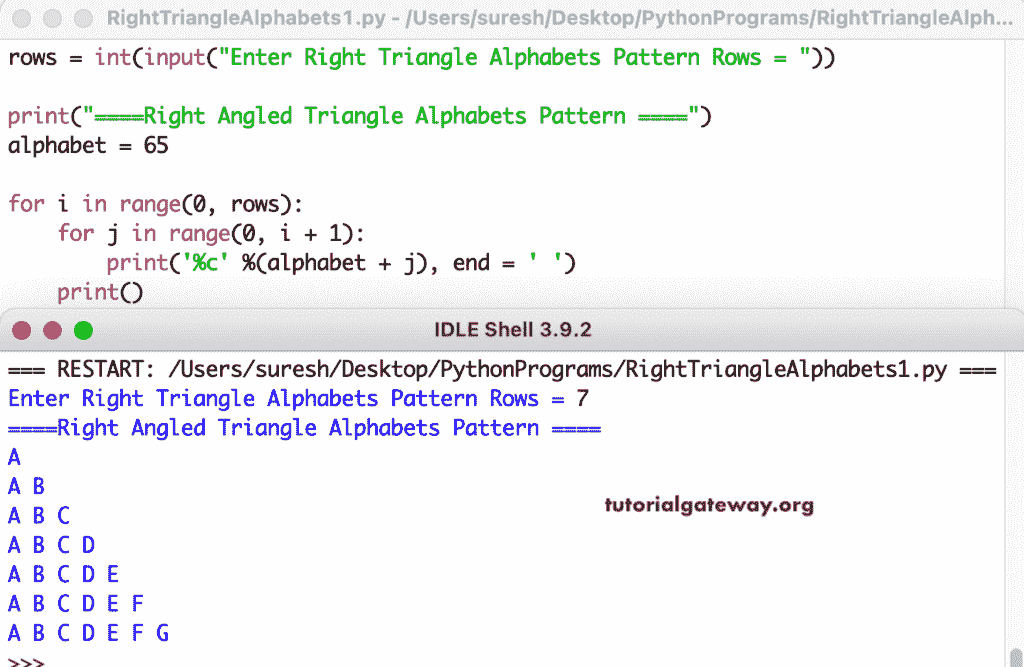 RightTriangleAlphabets1.py - /Users/suresh/Desktop/PythonPrograms/RightTriangleAlph...
rows = int(input("Enter Right Triangle Alphabets Pattern Rows = "))
print("====Right Angled Triangle Alphabets Pattern ====")
alphabet = 65
for i in range(0, rows):
    for j in range(0, i + 1):
        print('%c' %(alphabet + j), end = ' ')
    print()
IDLE Shell 3.9.2
=== RESTART: /Users/suresh/Desktop/PythonPrograms/RightTriangleAlphabets1.py ===
Enter Right Triangle Alphabets Pattern Rows = 7
====Right Angled Triangle Alphabets Pattern ====
A
A B
A B C
tutorialgateway.org
A B C D
A B C D E
A B C D E F
A B C D E F G
>>>